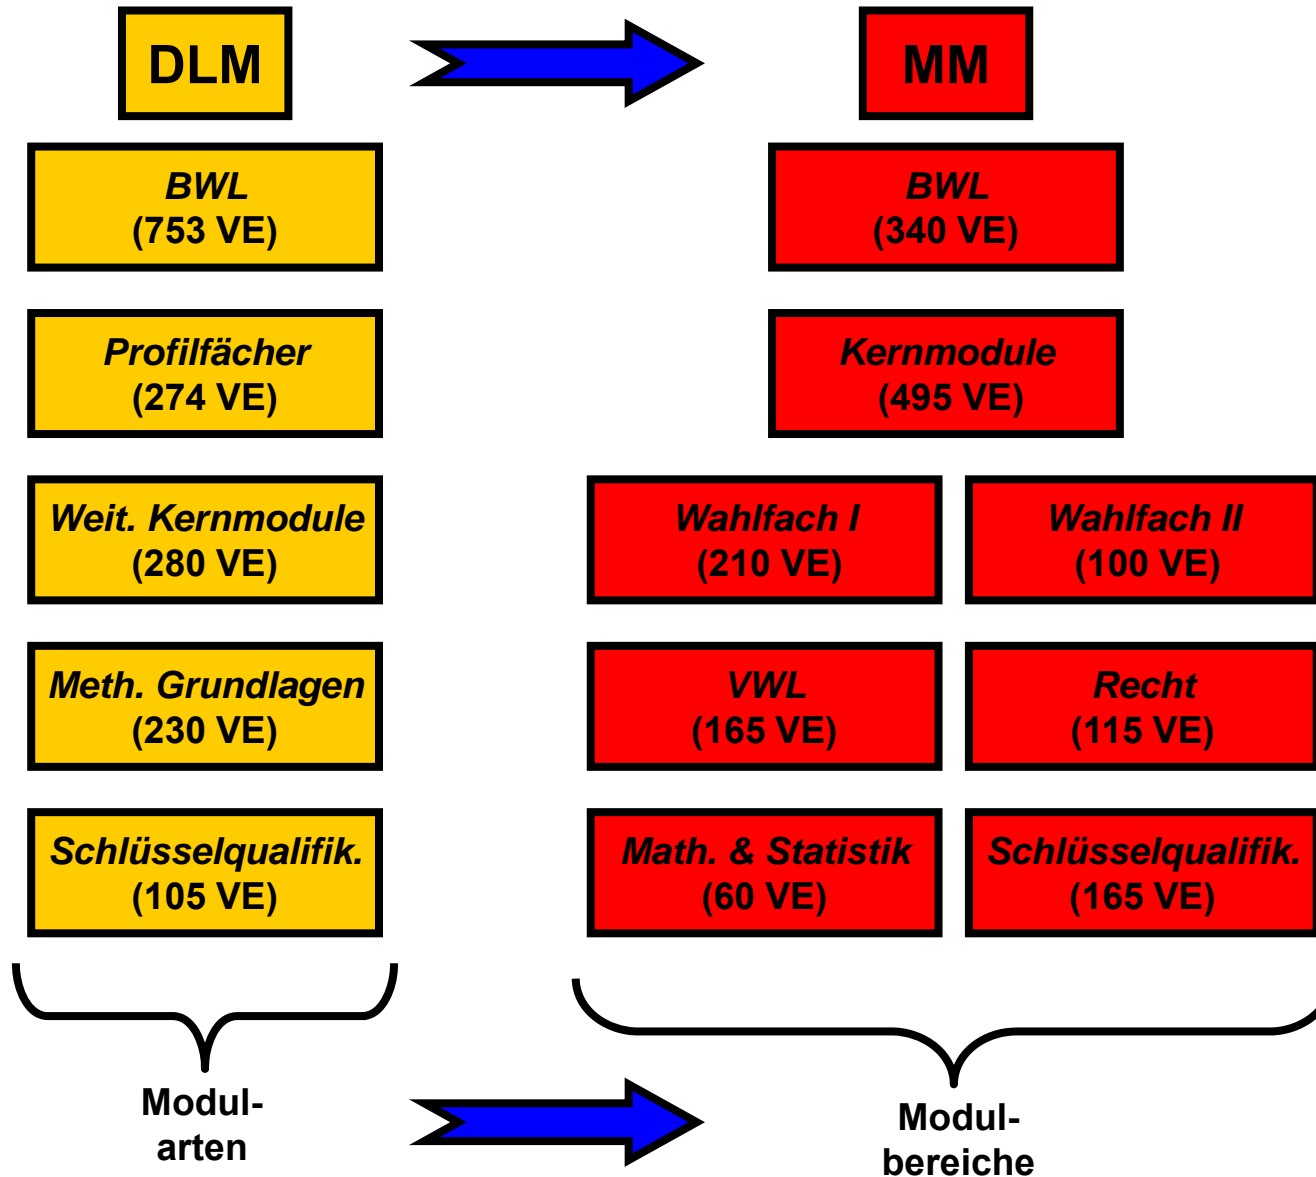 DLM
MM
BWL
(753 VE)
BWL
(340 VE)
Profilfächer
(274 VE)
Kernmodule
(495 VE)
Weit. Kernmodule
(280 VE)
Wahlfach I
(210 VE)
Wahlfach II
(100 VE)
Meth. Grundlagen
(230 VE)
VWL
(165 VE)
Recht
(115 VE)
Schlüsselqualifik.
(105 VE)
Math. & Statistik
(60 VE)
Schlüsselqualifik.
(165 VE)
Modul-
arten
Modul-
bereiche